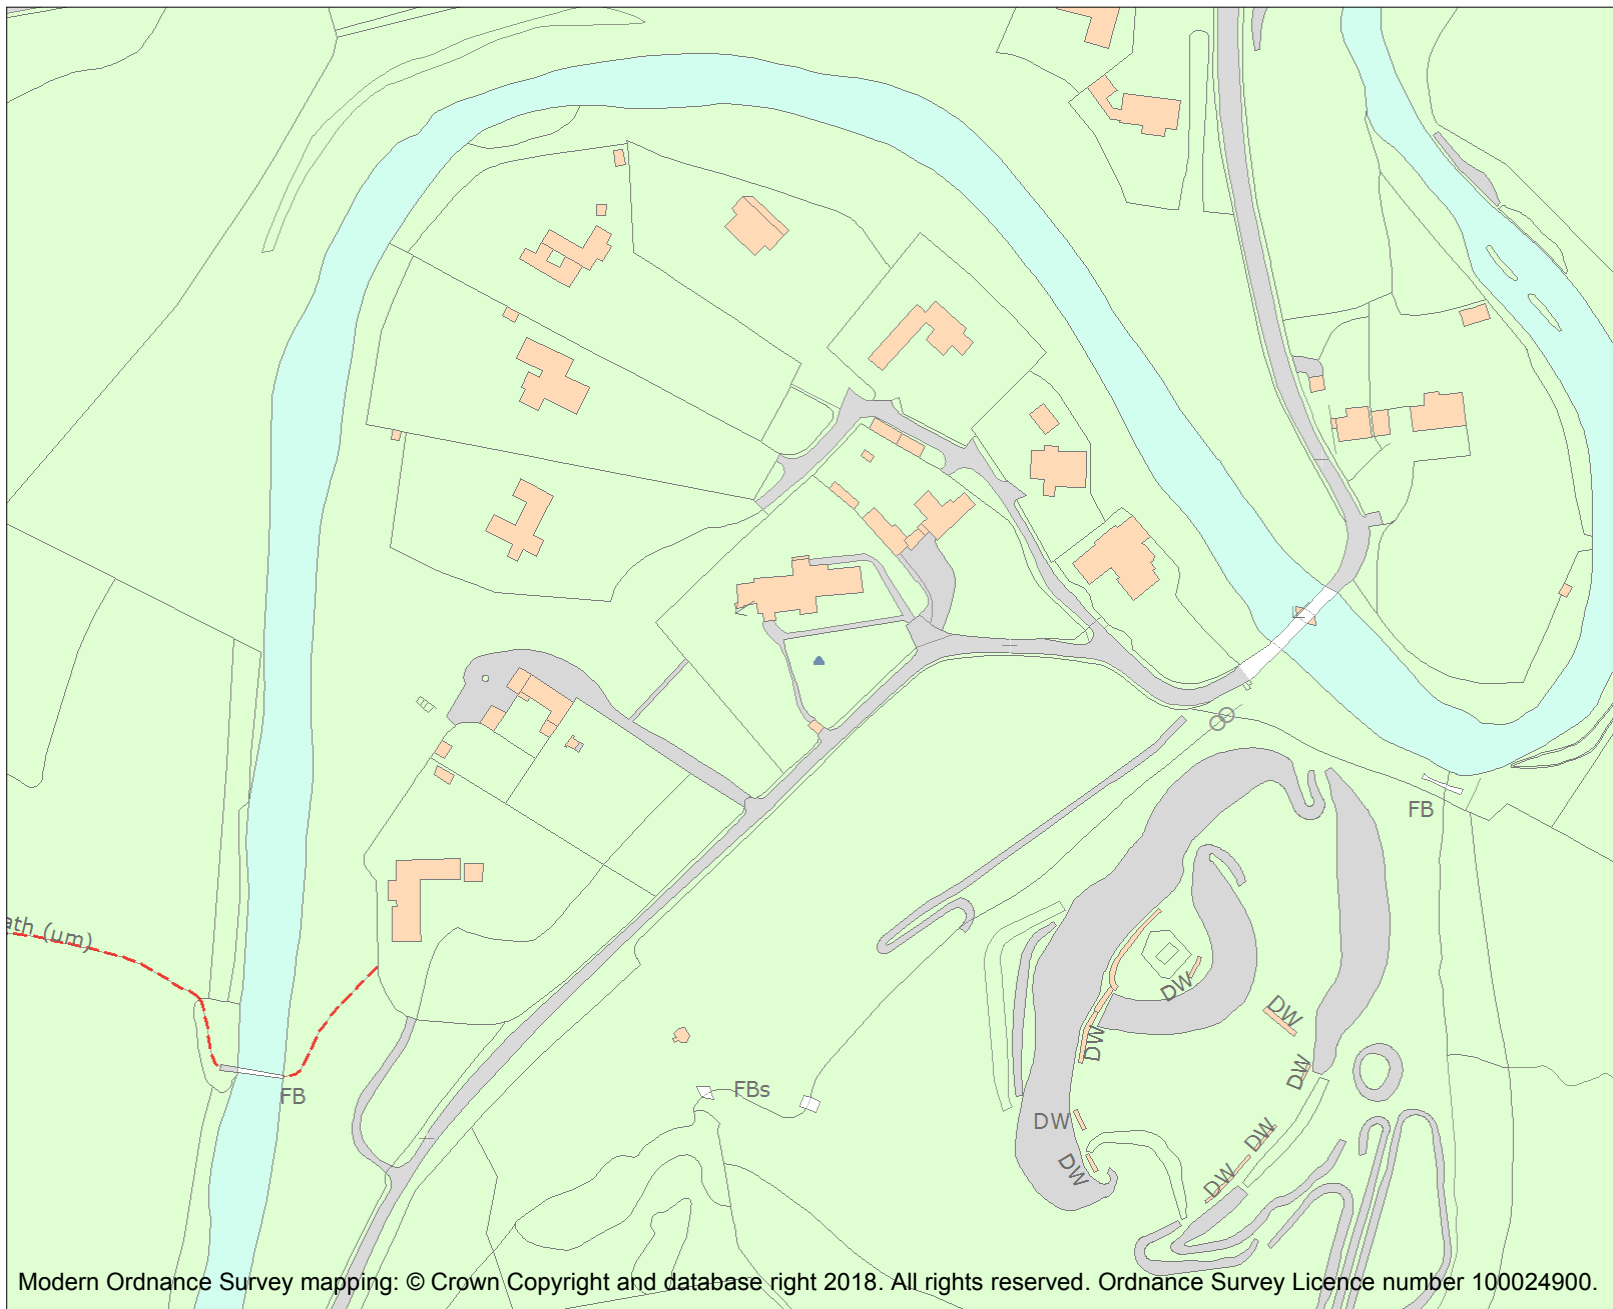 FB
ath (um)
DW
DW
DW
DW
FBs
FB
DW
DW
DW
DW
Modern Ordnance Survey mapping: © Crown Copyright and database right 2018. All rights reserved. Ordnance Survey Licence number 100024900.